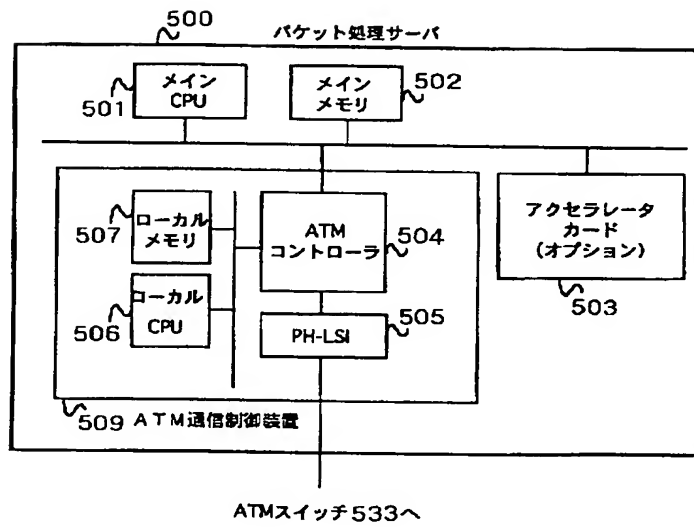 500
パケット処理サーバ
メイン
CPU
501
メイン
メモリ
502
507
ローカル
メモリ
ATM
コントローラ
504
アクセラレータ
カード
(オプション)
503
506
ローカル
CPU
PH-LSI
505
509 ATM通信制御装置
ATMスイッチ533へ